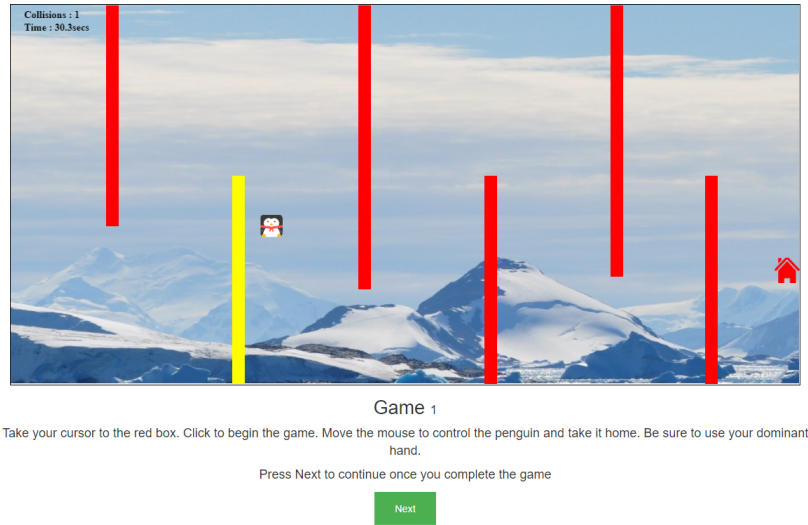 Collisions : 1
Time : 30.3secs
Game 1
Take your cursor to the red box. Click to begin the game. Move the mouse to control the penguin and take it home. Be sure to use your dominant
hand.
Press Next to continue once you complete the game
Next